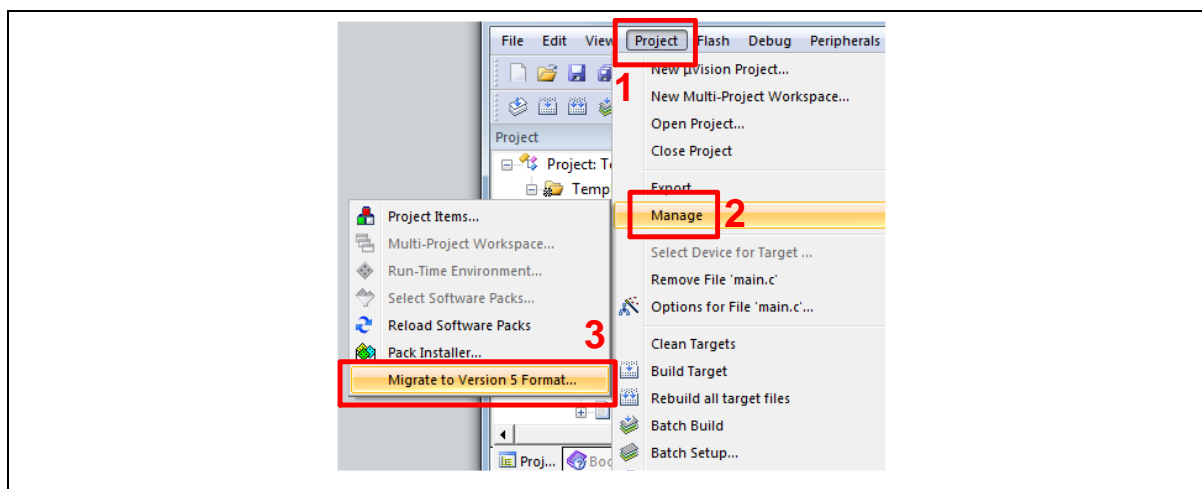 File Edit View Project Flash Debug Peripherals
1
New µVision Project...
New Multi-Project Workspace...
Open Project...
Close Project
Project
Project:
Export
Manage 2
Project Items...
Multi-Project Workspace...
Run-Time Environment...
Select Software Packs...
Reload Software Packs
Pack Installer...
3
Migrate to Version 5 Format...
Select Device for Target ...
Remove File 'main.c'
Options for File 'main.c'...
Clean Targets
Build Target
Rebuild all target files
Batch Build
Batch Setup...
Proj...